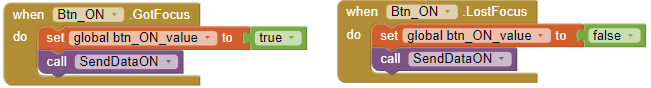 when Btn_ON .GotFocus
do set global btn_ON_value to true
call SendDataON
when Btn_ON .LostFocus
do set global btn_ON_value to false
call SendDataON